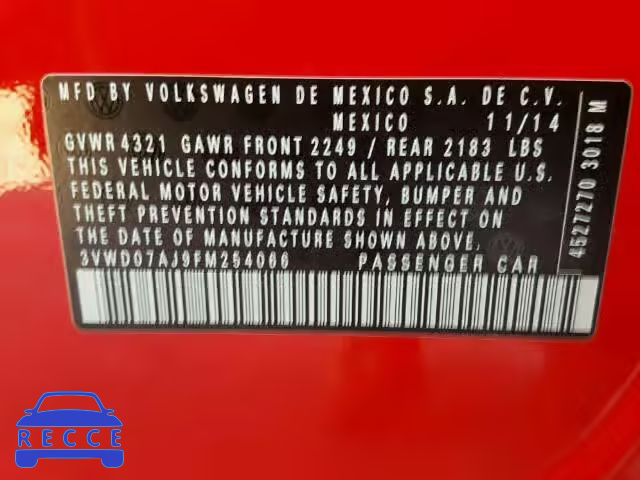 MFD BY VOLKSWAGEN DE MEXICO S.A. DE C.V.
MEXICO 11/14
GVWR 4321 GAWR FRONT 2249 / REAR 2183 LBS
THIS VEHICLE CONFORMS TO ALL APPLICABLE U.S.
FEDERAL MOTOR VEHICLE SAFETY, BUMPER AND
THEFT PREVENTION STANDARDS IN EFFECT ON
THE DATE OF MANUFACTURE SHOWN ABOVE.
3VWD07AJ9FM254066 PASSENGER CAR
4527270 3018 M
RECCE